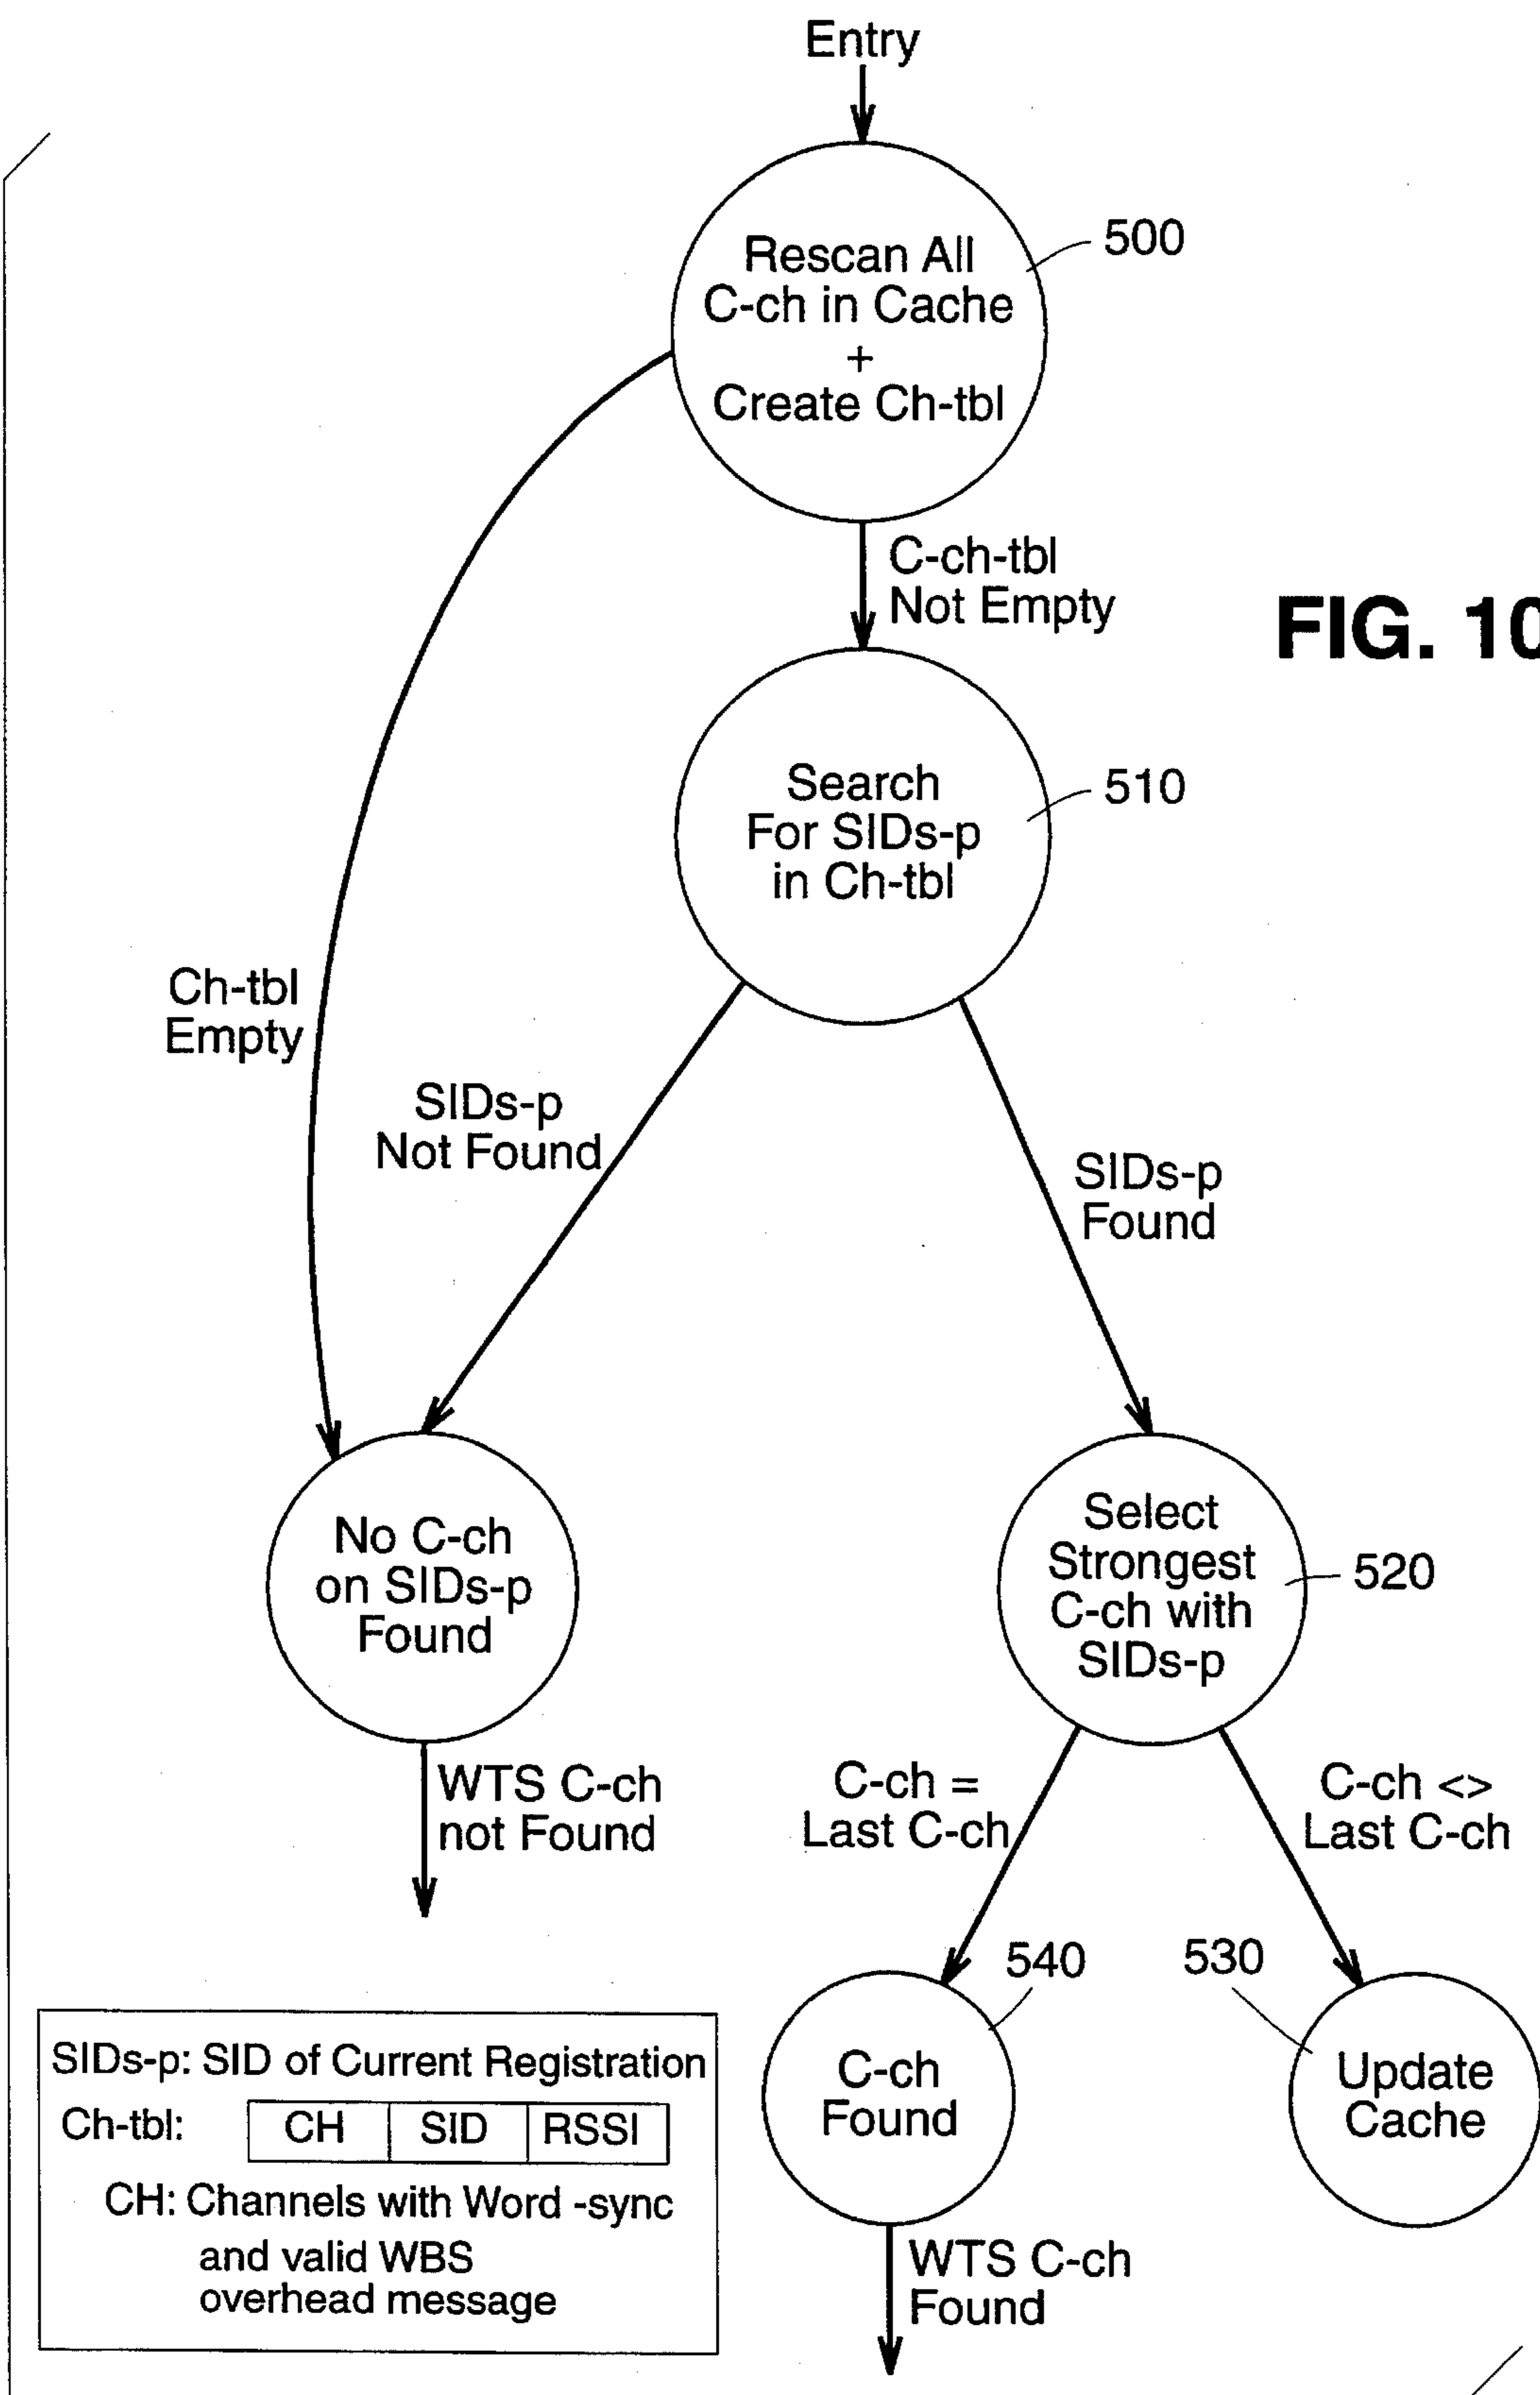 Entry
Rescan All
C-ch in Cache
+
Create Ch-tbl
500
C-ch-tbl
Not Empty
FIG. 10
Search
For SIDs-p
in Ch-tbl
510
Ch-tbl
Empty
SIDs-p
Not Found
SIDs-p
Found
No C-ch
on SIDs-p
Found
Select
Strongest
C-ch with
SIDs-p
520
WTS C-ch
not Found
C-ch =
Last C-ch
C-ch <>
Last C-ch
540
530
C-ch
Found
Update
Cache
WTS C-ch
Found
SIDs-p: SID of Current Registration
Ch-tbl: CH SID RSSI
CH: Channels with Word -sync
and valid WBS
overhead message